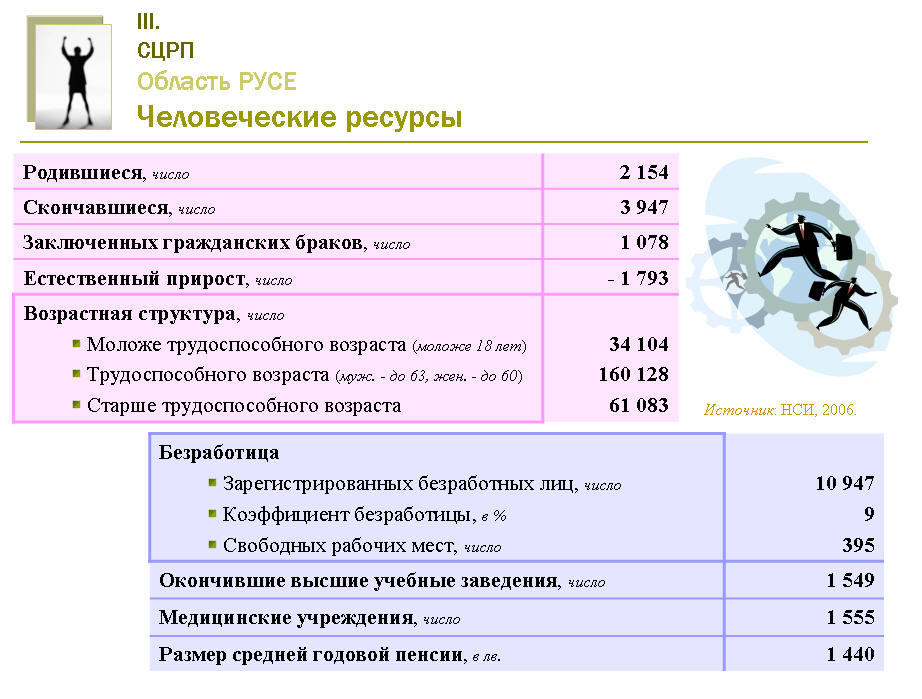 III.
СЦРП
Область РУСЕ
Человеческие ресурсы
Родившиеся, число 2 154
Скончавшиеся, число 3 947
Заключенных гражданских браков, число 1 078
Естественный прирост, число - 1 793
Возрастная структура, число
Моложе трудоспособного возраста (моложе 18 лет) 34 104
Трудоспособного возраста (муж. - до 63, жен. - до 60) 160 128
Старше трудоспособного возраста 61 083
Источник: НСИ, 2006.
Безработица
Зарегистрированных безработных лиц, число 10 947
Коэффициент безработицы, в % 9
Свободных рабочих мест, число 395
Окончившие высшие учебные заведения, число 1 549
Медицинские учреждения, число 1 555
Размер средней годовой пенсии, в лв. 1 440